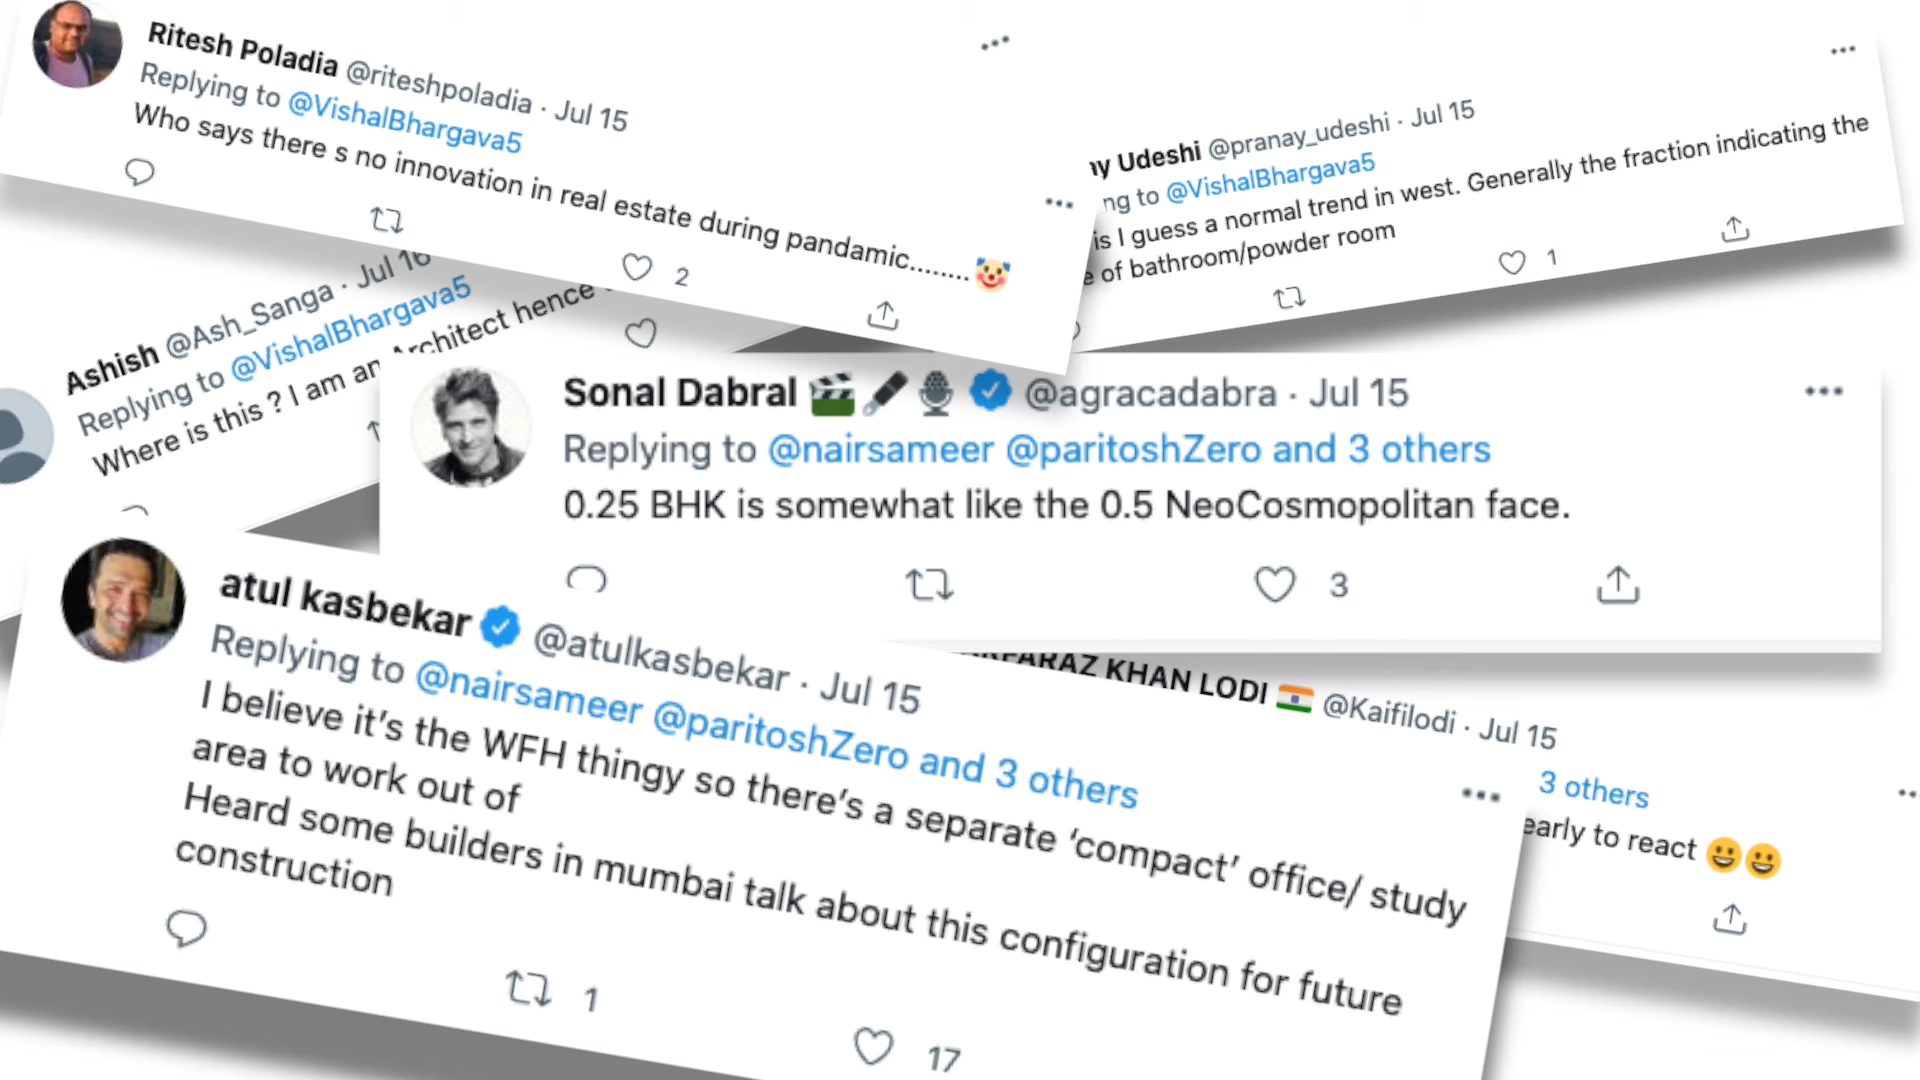 Ritesh Poladia @riteshpoladia · Jul 15
Replying to @VishalBhargava5
Who says there s no innovation in real estate during pandamic........🤡
2
Udeshi @pranay_udeshi · Jul 15
to @VishalBhargava5
is I guess a normal trend in west. Generally the fraction indicating the
of bathroom/powder room
1
Ashish @Ash_Sanga · Jul 16
Replying to @VishalBhargava5
Where is this ? I am an Architect hence
Sonal Dabral 🎬🎤🎙 @agracadabra · Jul 15
Replying to @nairsameer @paritoshZero and 3 others
0.25 BHK is somewhat like the 0.5 NeoCosmopolitan face.
3
atul kasbekar @atulkasbekar · Jul 15
Replying to @nairsameer @paritoshZero and 3 others
I believe it's the WFH thingy so there's a separate 'compact' office/ study
area to work out of
Heard some builders in mumbai talk about this configuration for future
construction
1
17
KHAN LODI 🇮🇳 @Kaifilodi · Jul 15
3 others
early to react 😀😀